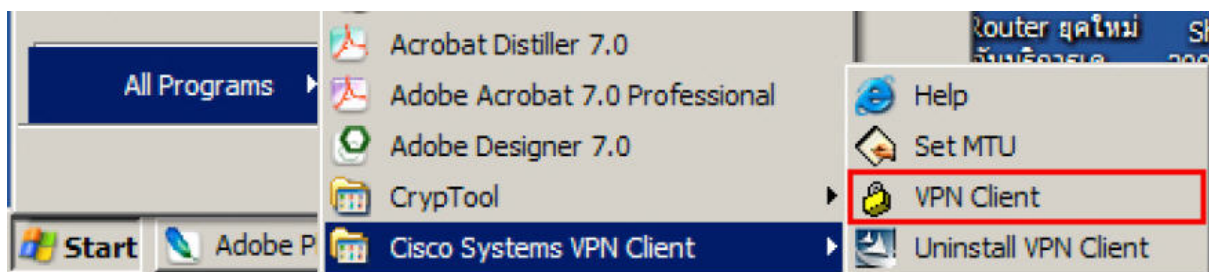 Router ยุคใหม่
Acrobat Distiller 7.0
All Programs
Adobe Acrobat 7.0 Professional
Help
Adobe Designer 7.0
Set MTU
CrypTool
VPN Client
Start
Adobe P
Cisco Systems VPN Client
Uninstall VPN Client